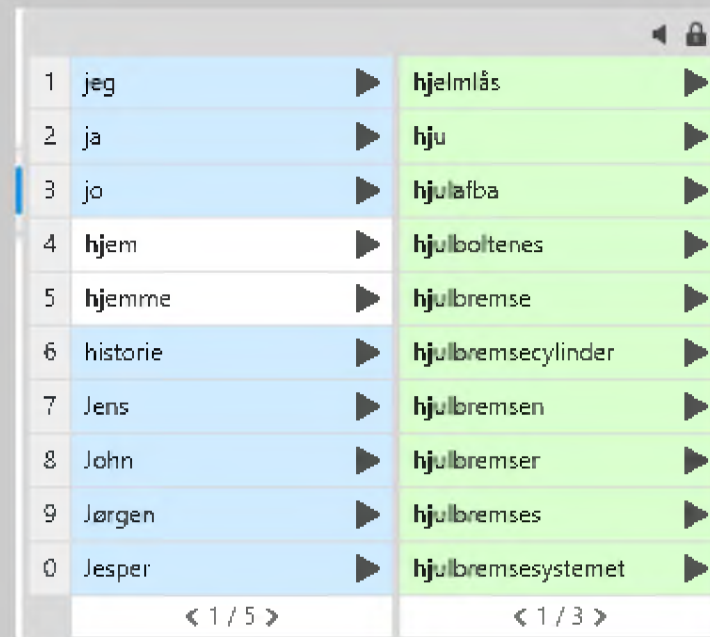 1 jeg hjelmlås
2 ja hju
3 jo hjulafba
4 hjem hjulboltenes
5 hjemme hjulbremse
6 historie hjulbremsecylinder
7 Jens hjulbremsen
8 John hjulbremser
9 Jørgen hjulbremses
0 Jesper hjulbremsesystemet
< 1 / 5 > < 1 / 3 >